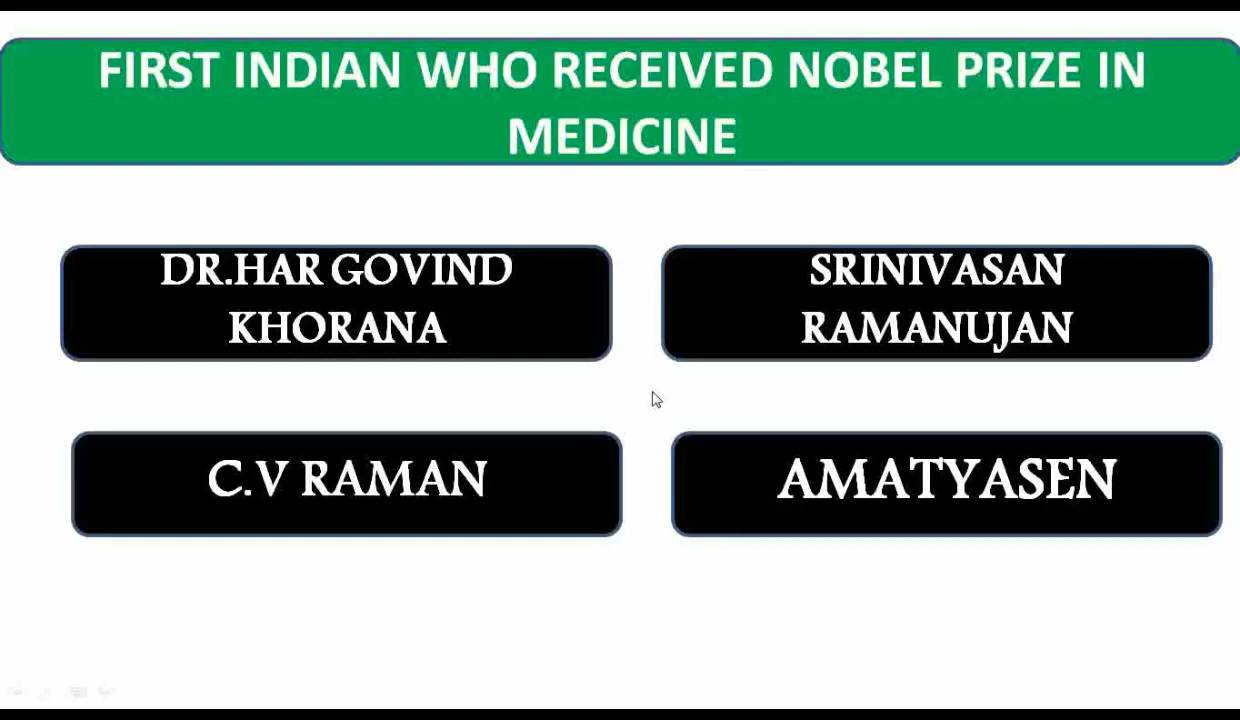 FIRST INDIAN WHO RECEIVED NOBEL PRIZE IN
MEDICINE
DR.HAR GOVIND
KHORANA
SRINIVASAN
RAMANUJAN
C.V RAMAN
AMATYASEN